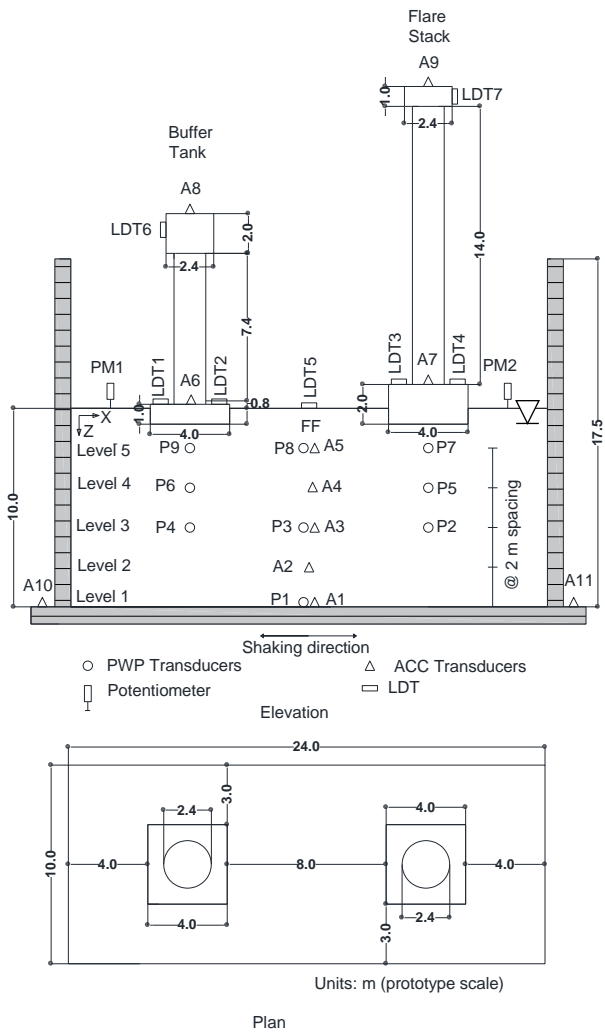 Flare
Stack
A9
1.0
LDT7
2.4
Buffer
Tank
A8
LDT6
2.0
2.4
14.0
17.5
7.4
PM1
LDT1
A6
LDT2
LDT5
LDT3
A7
LDT4
PM2
0.8
1.0
2.0
X
Z
4.0
FF
4.0
Level 5
P9
P8
A5
P7
Level 4
P6
A4
P5
10.0
Level 3
P4
P3
A3
P2
@ 2 m spacing
Level 2
A2
A10
A11
Level 1
P1
A1
Shaking direction
PWP Transducers
ACC Transducers
Potentiometer
LDT
Elevation
24.0
3.0
2.4
4.0
10.0
4.0
8.0
4.0
4.0
2.4
3.0
Units: m (prototype scale)
Plan